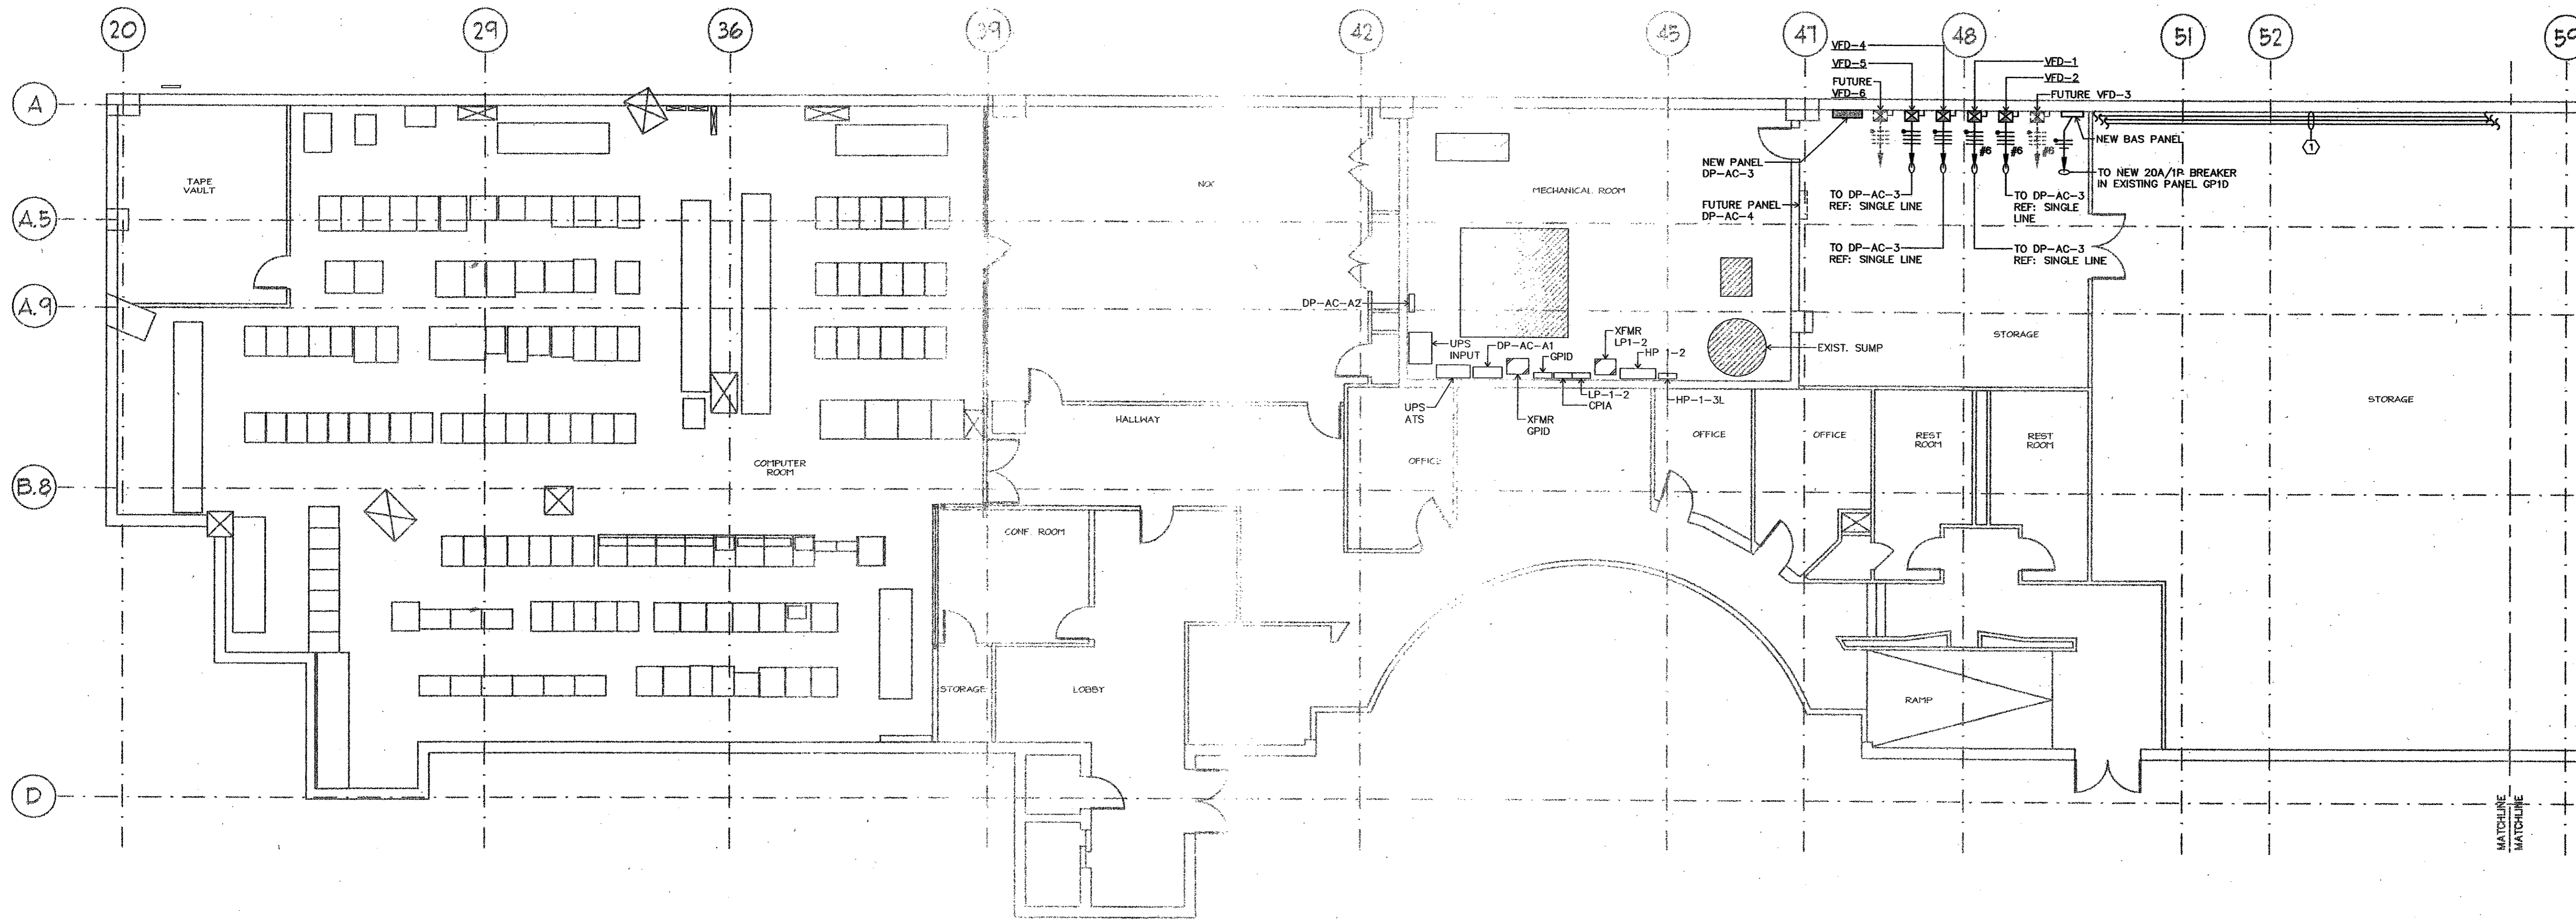 20
29
36
39
42
45
47
48
51
52
59
A
A.5
A.9
B.8
D
VFD-4
VFD-5
FUTURE
VFD-6
VFD-1
VFD-2
FUTURE VFD-3
NEW BAS PANEL
1
#6
#6
#6
TO NEW 20A/1P BREAKER
IN EXISTING PANEL GP1D
NEW PANEL
DP-AC-3
FUTURE PANEL
DP-AC-4
TO DP-AC-3
REF: SINGLE LINE
TO DP-AC-3
REF: SINGLE
LINE
TO DP-AC-3
REF: SINGLE LINE
TO DP-AC-3
REF: SINGLE LINE
TAPE
VAULT
MECHANICAL ROOM
DP-AC-A2
UPS
INPUT
DP-AC-A1
GPID
XFMR
LP1-2
HP 1-2
EXIST. SUMP
STORAGE
STORAGE
UPS
ATS
XFMR
GPID
LP-1-2
CPIA
HP-1-3L
HALLWAY
COMPUTER
ROOM
OFFICE
OFFICE
OFFICE
REST
ROOM
REST
ROOM
CONF. ROOM
STORAGE
LOBBY
RAMP
MATCHLINE
MATCHLINE